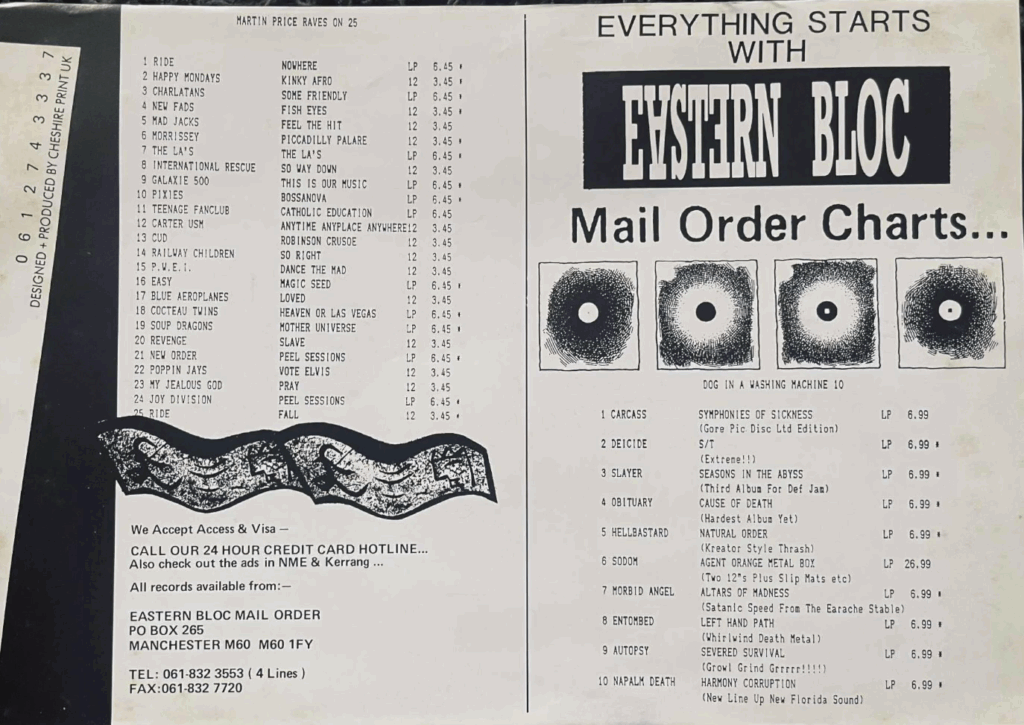 0 6 1 2 7 4 3 3 3 7
DESIGNED + PRODUCED BY CHESHIRE PRINT UK
MARTIN PRICE RAVES ON 25
1 RIDE NOWHERE LP 6.45 *
2 HAPPY MONDAYS KINKY AFRO 12 3.45 *
3 CHARLATANS SOME FRIENDLY LP 6.45 *
4 NEW FADS FISH EYES 12 3.45
5 MAD JACKS FEEL THE HIT 12 3.45
6 MORRISSEY PICCADILLY PALARE 12 3.45
7 THE LA'S THE LA'S LP 6.45 *
8 INTERNATIONAL RESCUE SO WAY DOWN 12 3.45
9 GALAXIE 500 THIS IS OUR MUSIC LP 6.45 *
10 PIXIES BOSSANOVA LP 6.45 *
11 TEENAGE FANCLUB CATHOLIC EDUCATION LP 6.45
12 CARTER USM ANYTIME ANYPLACE ANYWHERE12 3.45
13 CUD ROBINSON CRUSOE 12 3.45
14 RAILWAY CHILDREN SO RIGHT 12 3.45
15 P.W.E.I. DANCE THE MAD 12 3.45
16 EASY MAGIC SEED LP 6.45 *
17 BLUE AEROPLANES LOVED 12 3.45
18 COCTEAU TWINS HEAVEN OR LAS VEGAS LP 6.45 *
19 SOUP DRAGONS MOTHER UNIVERSE LP 6.45 *
20 REVENGE SLAVE 12 3.45
21 NEW ORDER PEEL SESSIONS LP 6.45 *
22 POPPIN JAYS VOTE ELVIS 12 3.45
23 MY JEALOUS GOD PRAY 12 3.45
24 JOY DIVISION PEEL SESSIONS LP 6.45 *
25 RIDE FALL 12 3.45 *
We Accept Access & Visa –
CALL OUR 24 HOUR CREDIT CARD HOTLINE...
Also check out the ads in NME & Kerrang ...
All records available from:–
EASTERN BLOC MAIL ORDER
PO BOX 265
MANCHESTER M60 M60 1FY
TEL: 061-832 3553 ( 4 Lines )
FAX:061-832 7720
EVERYTHING STARTS
WITH
EASTERN BLOC
Mail Order Charts...
DOG IN A WASHING MACHINE 10
1 CARCASS SYMPHONIES OF SICKNESS LP 6.99
(Gore Pic Disc Ltd Edition)
2 DEICIDE S/T LP 6.99 *
(Extreme!!)
3 SLAYER SEASONS IN THE ABYSS LP 6.99 *
(Third Album For Def Jam)
4 OBITUARY CAUSE OF DEATH LP 6.99 *
(Hardest Album Yet)
5 HELLBASTARD NATURAL ORDER LP 6.99 *
(Kreator Style Thrash)
6 SODOM AGENT ORANGE METAL BOX LP 26.99
(Two 12"s Plus Slip Mats etc)
7 MORBID ANGEL ALTARS OF MADNESS LP 6.99 *
(Satanic Speed From The Earache Stable)
8 ENTOMBED LEFT HAND PATH LP 6.99 *
(Whirlwind Death Metal)
9 AUTOPSY SEVERED SURVIVAL LP 6.99 *
(Growl Grind Grrrrr!!!!)
10 NAPALM DEATH HARMONY CORRUPTION LP 6.99 *
(New Line Up New Florida Sound)